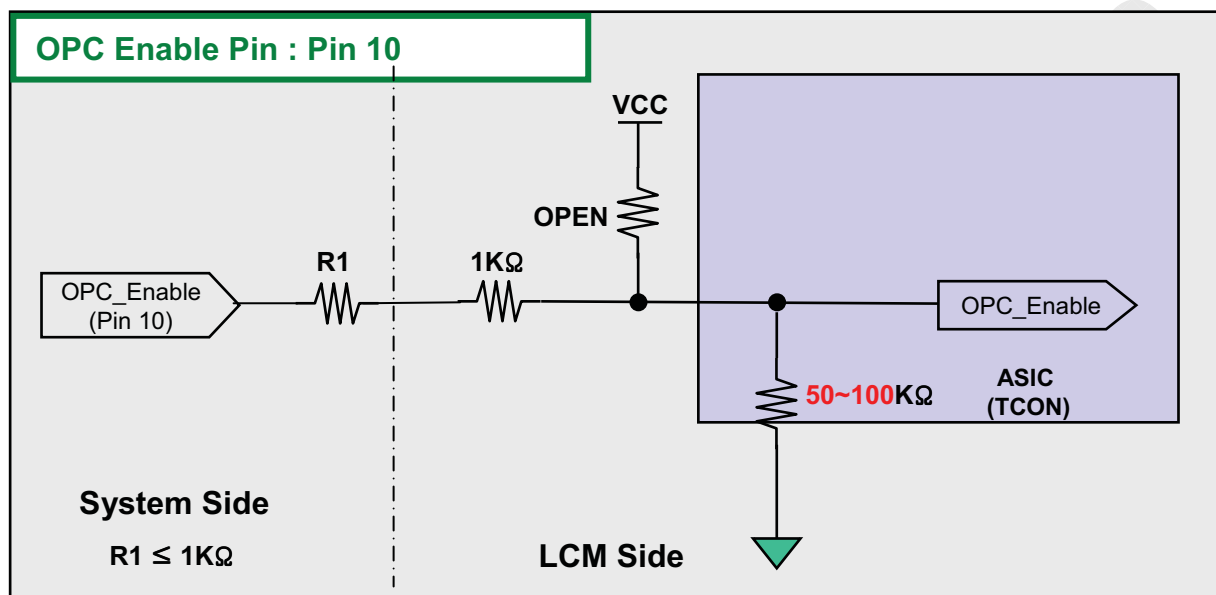 OPC Enable Pin : Pin 10
VCC
OPEN
R1
1KΩ
OPC_Enable
(Pin 10)
OPC_Enable
50~100KΩ
ASIC
(TCON)
System Side
R1 ≤ 1KΩ
LCM Side